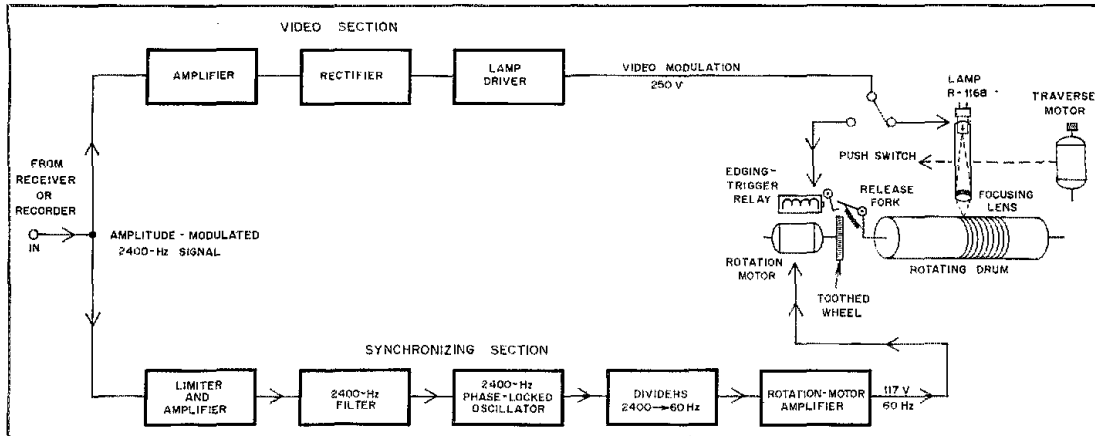 VIDEO SECTION
AMPLIFIER
RECTIFIER
LAMP
DRIVER
VIDEO MODULATION
250 V
LAMP
R-1168
TRAVERSE
MOTOR
PUSH SWITCH
FROM
RECEIVER
OR
RECORDER
IN
AMPLITUDE-MODULATED
2400-Hz SIGNAL
EDGING-
TRIGGER
RELAY
RELEASE
FORK
FOCUSING
LENS
ROTATION
MOTOR
ROTATING DRUM
TOOTHED
WHEEL
SYNCHRONIZING SECTION
LIMITER
AND
AMPLIFIER
2400-Hz
FILTER
2400-Hz
PHASE-LOCKED
OSCILLATOR
DIVIDERS
2400→60 Hz
ROTATION-MOTOR
AMPLIFIER
117 V
60 Hz